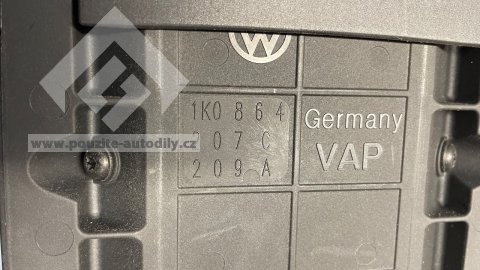 1K0 864
207 C
209 A
Germany
VAP
www.pouzite-autodily.cz